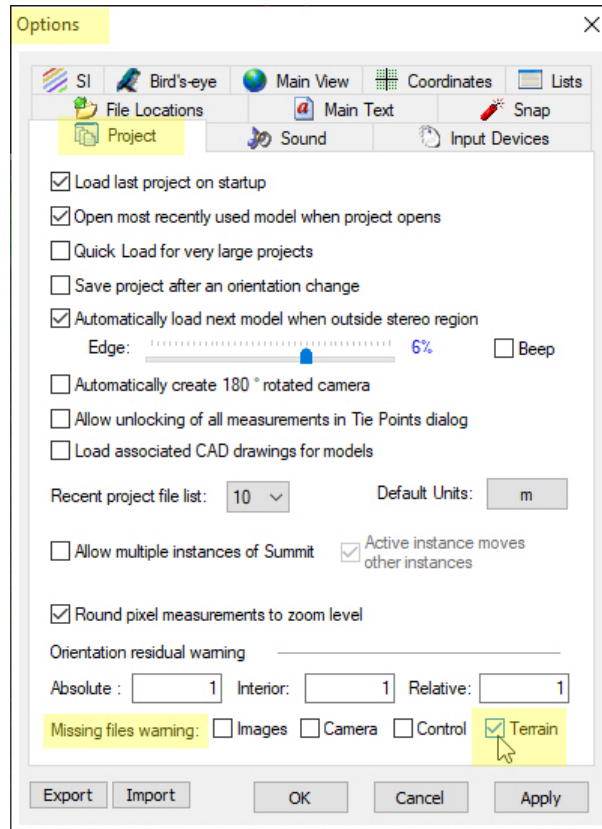 Options
SI Bird's-eye Main View Coordinates Lists
File Locations Main Text Snap
Project Sound Input Devices
Load last project on startup
Open most recently used model when project opens
Quick Load for very large projects
Save project after an orientation change
Automatically load next model when outside stereo region
Edge: 6% Beep
Automatically create 180 ° rotated camera
Allow unlocking of all measurements in Tie Points dialog
Load associated CAD drawings for models
Recent project file list: 10 Default Units: m
Allow multiple instances of Summit Active instance moves
other instances
Round pixel measurements to zoom level
Orientation residual warning
Absolute : 1 Interior: 1 Relative: 1
Missing files warning: Images Camera Control Terrain
Export Import OK Cancel Apply